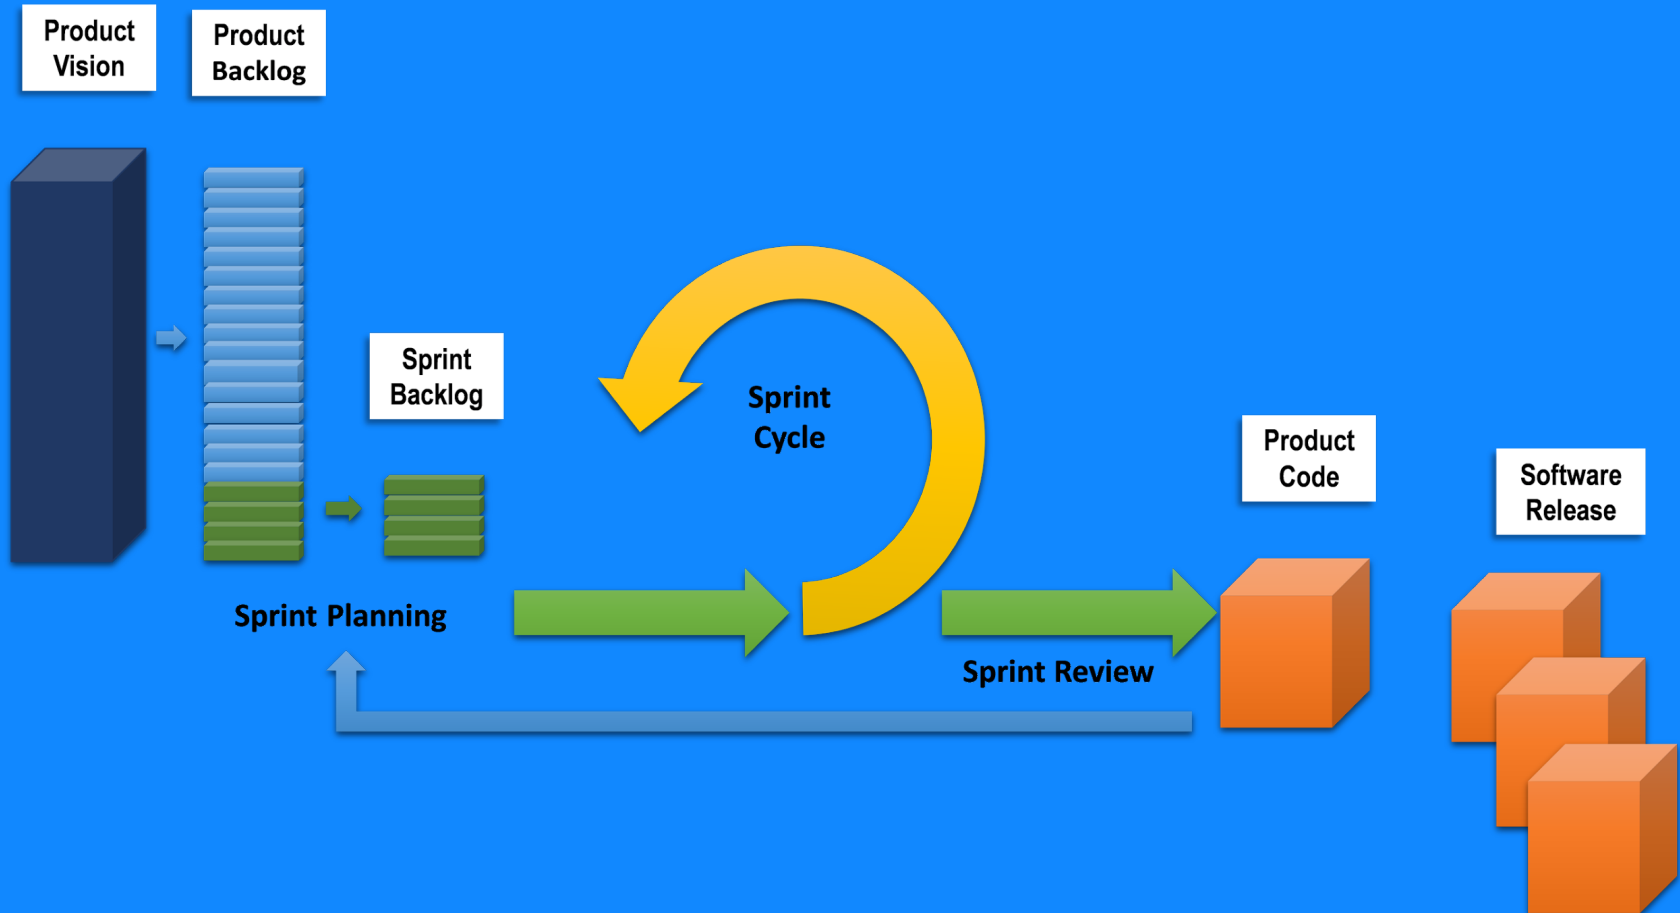 Product
Vision
Product
Backlog
Sprint
Backlog
Sprint
Cycle
Product
Code
Software
Release
Sprint Planning
Sprint Review